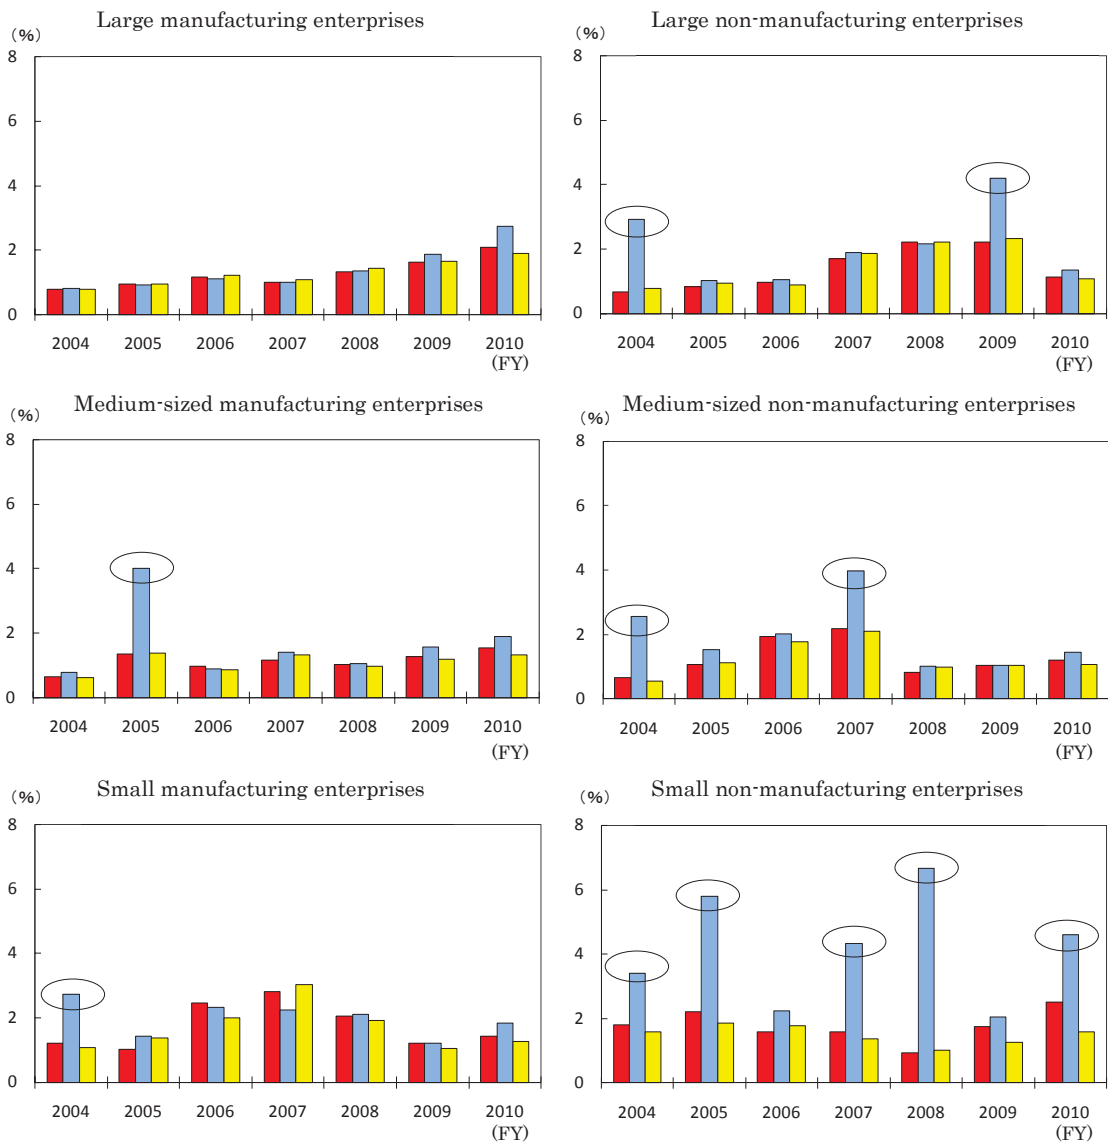 Large manufacturing enterprises
(%)
8
6
4
2
0
2004 2005 2006 2007 2008 2009 2010
(FY)
Large non-manufacturing enterprises
(%)
8
6
4
2
0
2004 2005 2006 2007 2008 2009 2010
(FY)
Medium-sized manufacturing enterprises
(%)
8
6
4
2
0
2004 2005 2006 2007 2008 2009 2010
(FY)
Medium-sized non-manufacturing enterprises
(%)
8
6
4
2
0
2004 2005 2006 2007 2008 2009 2010
(FY)
Small manufacturing enterprises
(%)
8
6
4
2
0
2004 2005 2006 2007 2008 2009 2010
(FY)
Small non-manufacturing enterprises
(%)
8
6
4
2
0
2004 2005 2006 2007 2008 2009 2010
(FY)